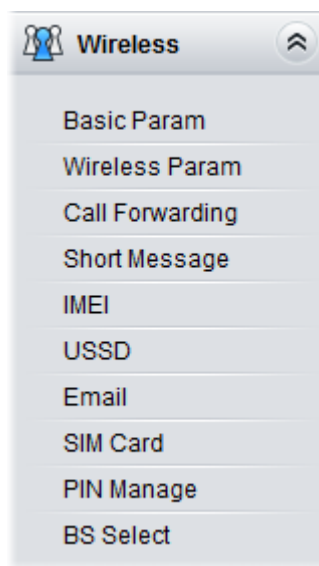 Wireless
Basic Param
Wireless Param
Call Forwarding
Short Message
IMEI
USSD
Email
SIM Card
PIN Manage
BS Select